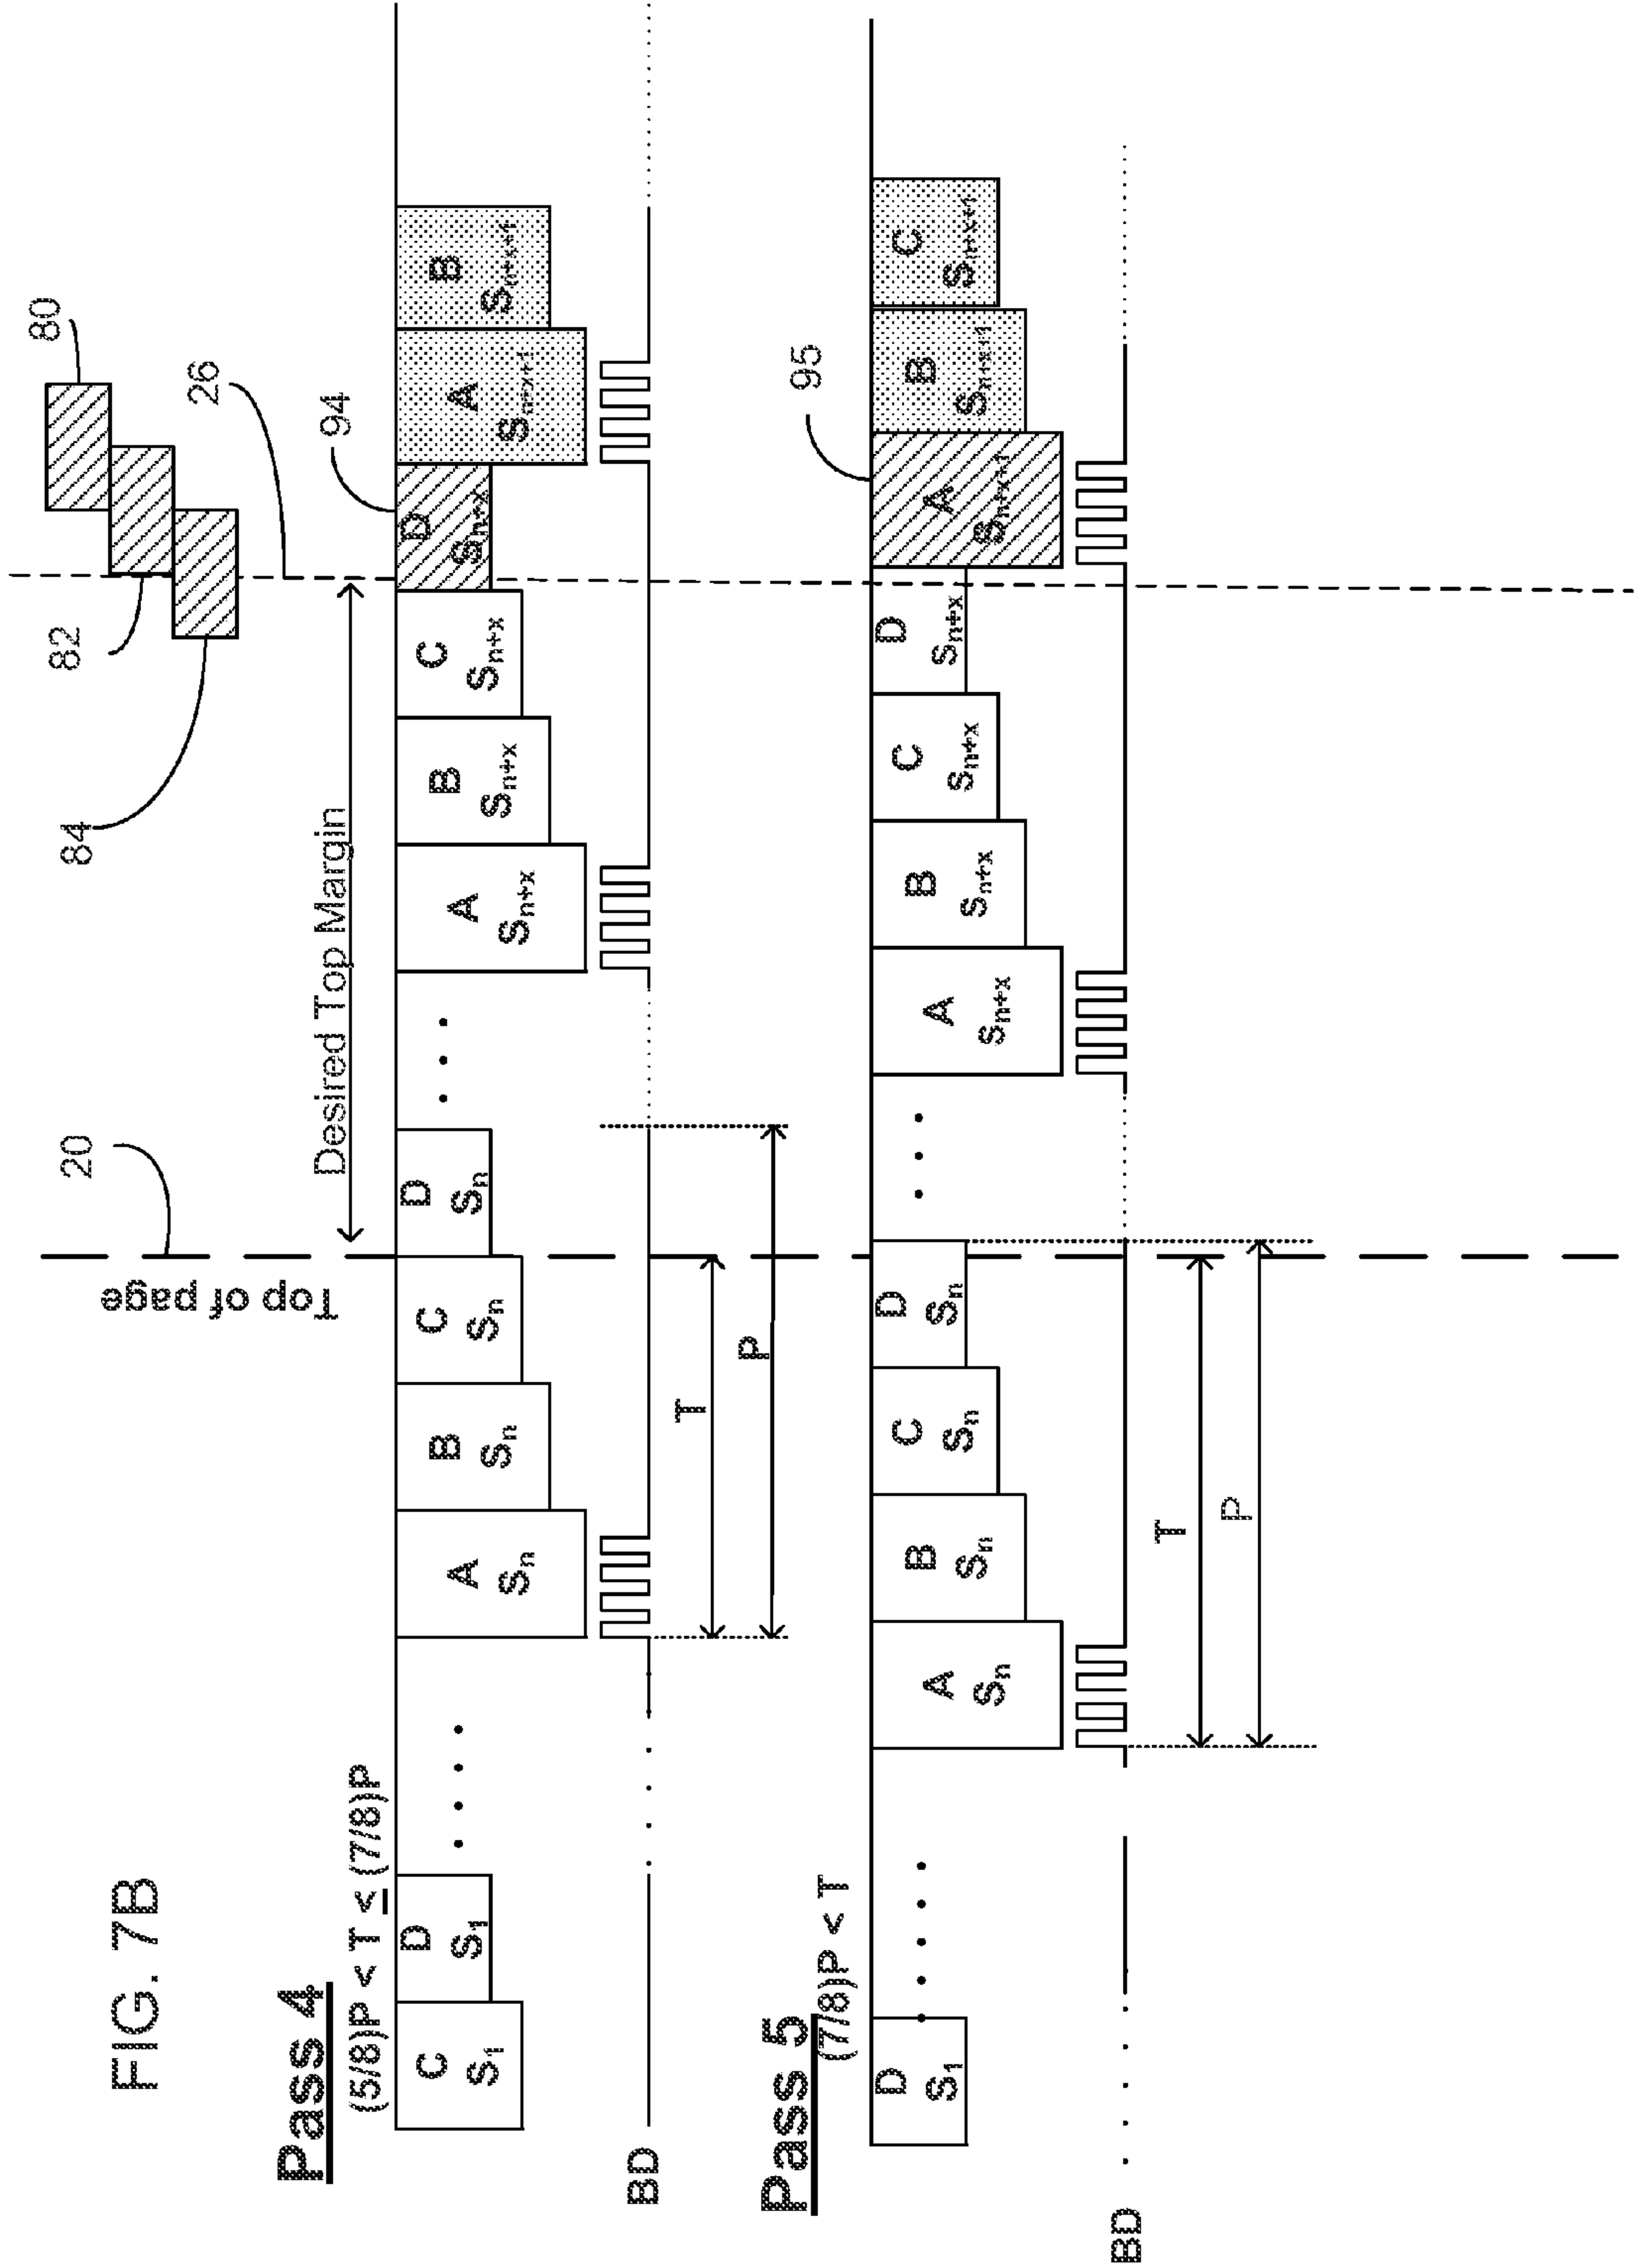 FIG. 7B
80
82
84
26
20
Top of page
Desired Top Margin
94
Pass 4
(5/8)P < T ≤ (7/8)P
C S1
D S1
A Sn
B Sn
C Sn
D Sn
A Sn+x
B Sn+x
C Sn+x
D Sn+x
A Sn+x+1
B Sn+x+1
BD
T
P
95
Pass 5
(7/8)P < T
D S1
A Sn
B Sn
C Sn
D Sn
A Sn+x
B Sn+x
C Sn+x
D Sn+x
A Sn+x+1
B Sn+x+1
C Sn+x+1
BD
T
P